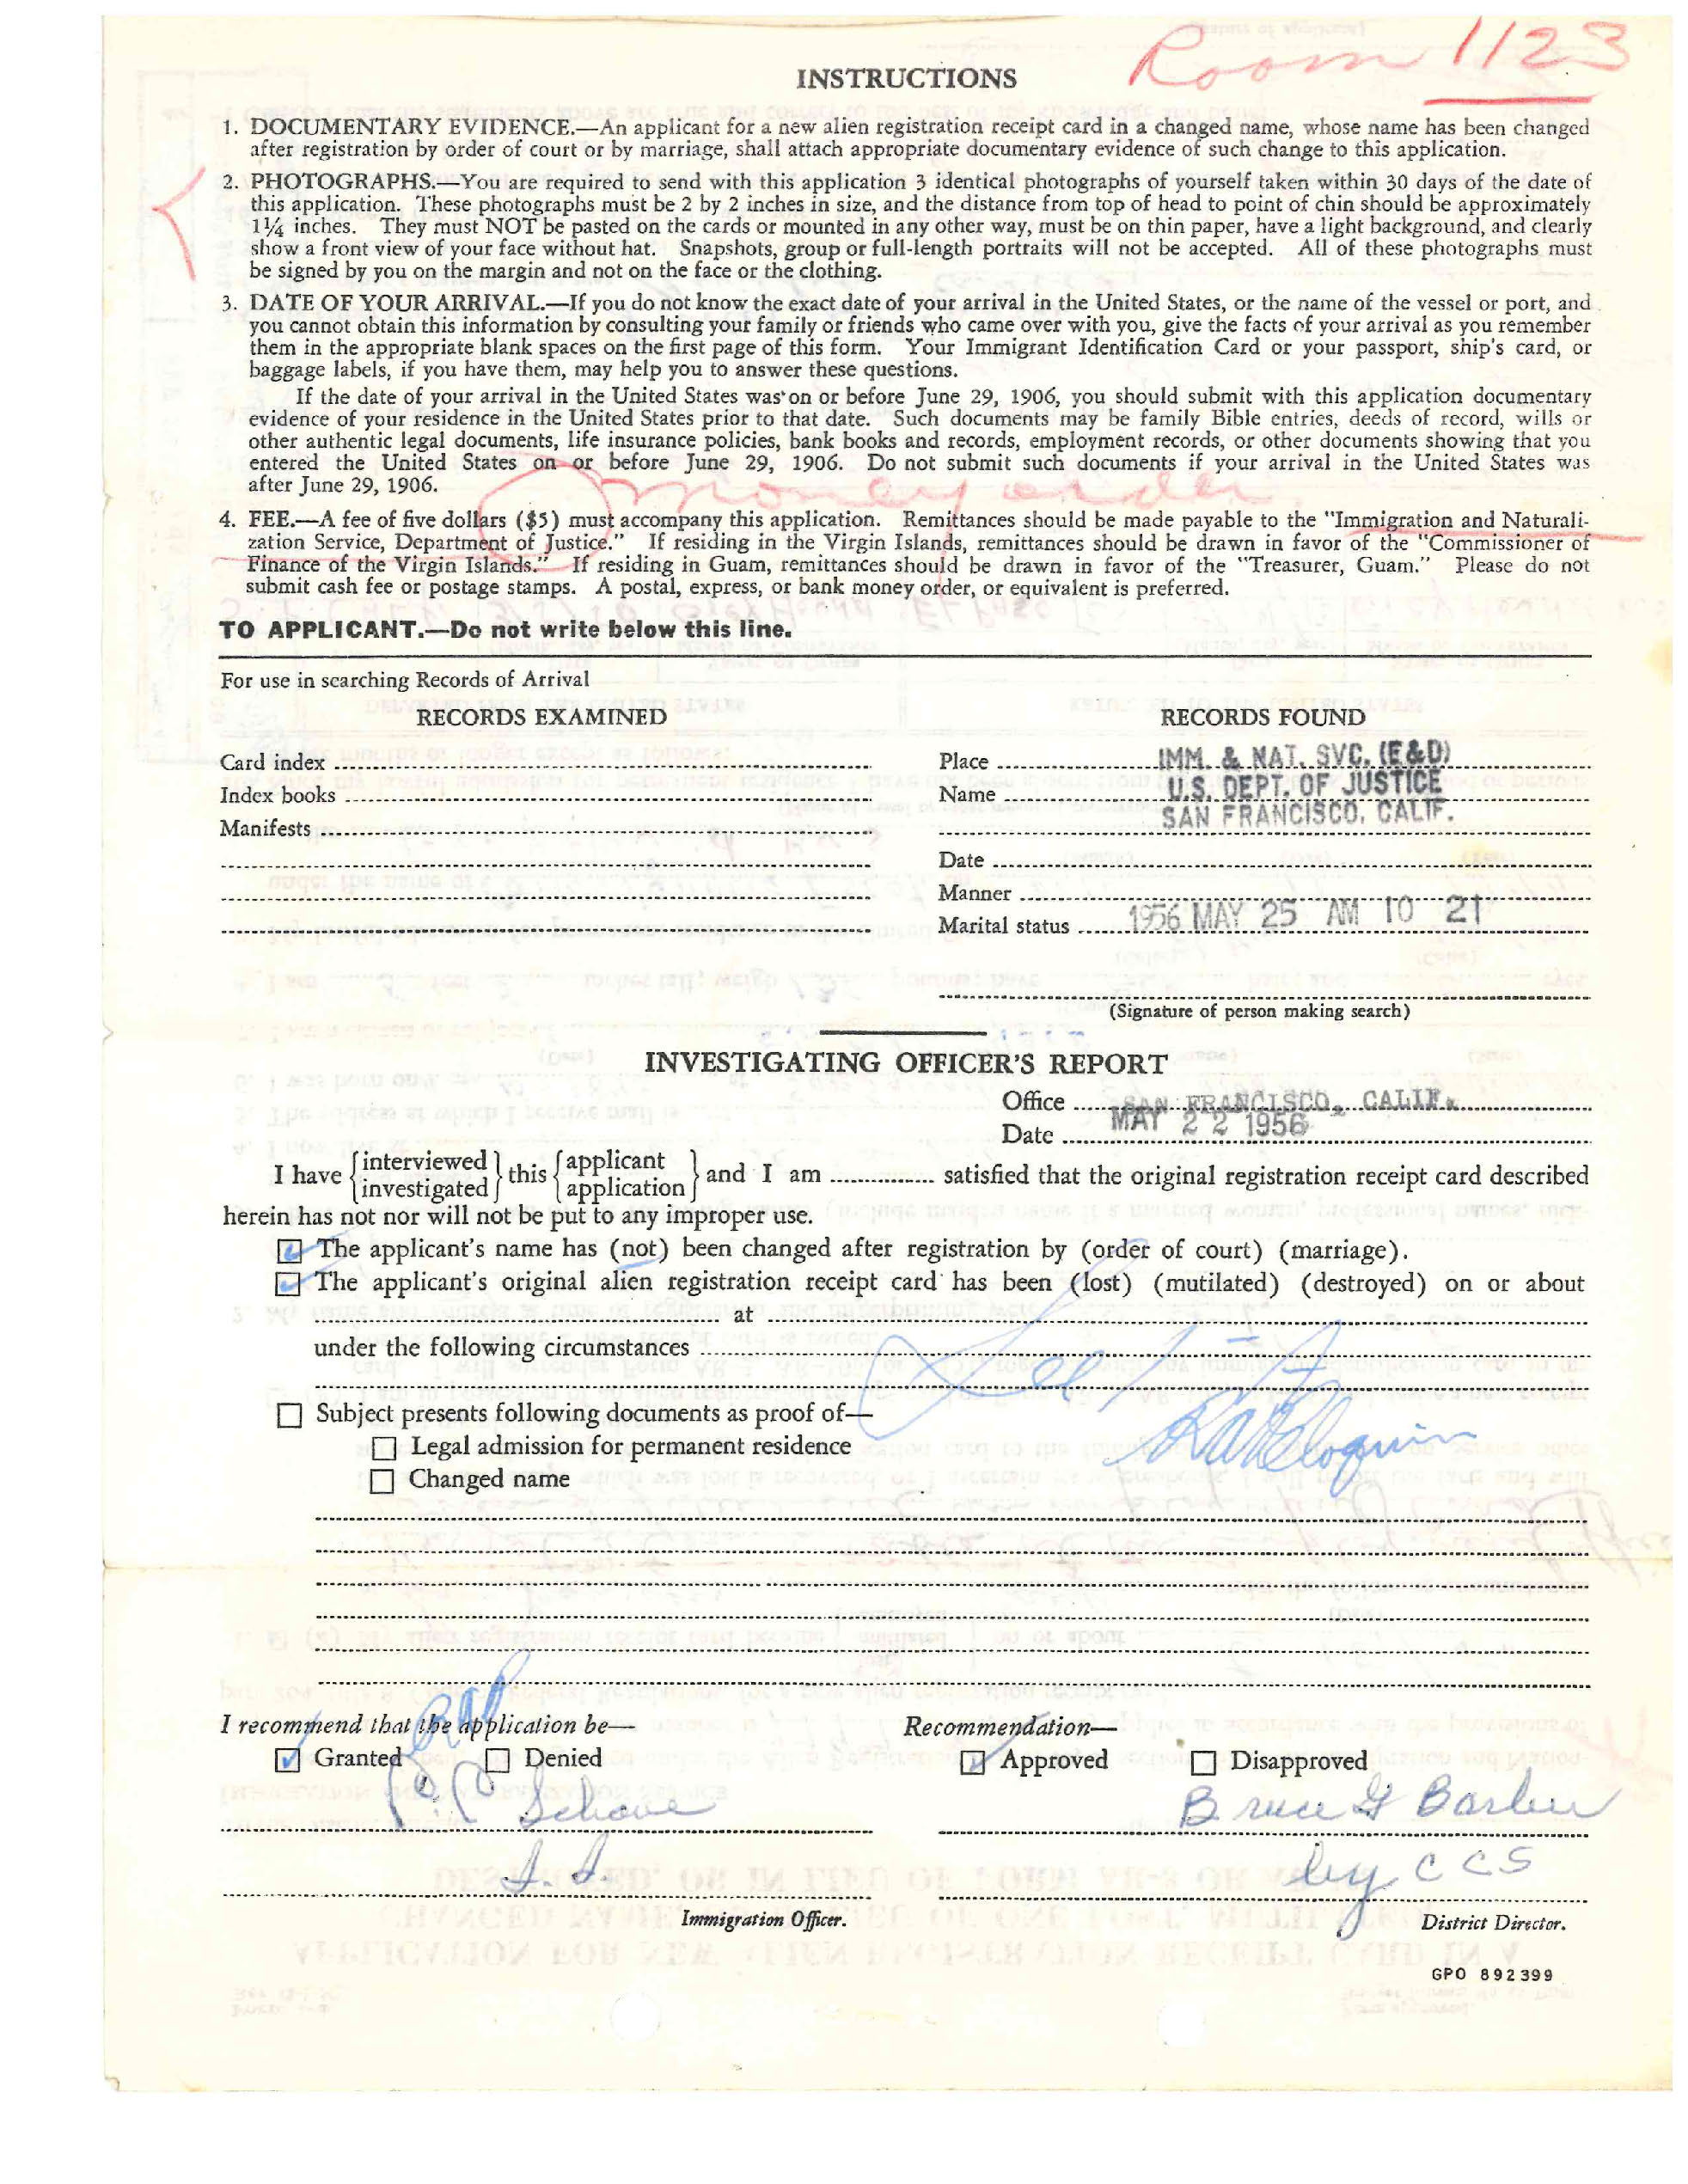 Room 1123
INSTRUCTIONS
1. DOCUMENTARY EVIDENCE.—An applicant for a new alien registration receipt card in a changed name, whose name has been changed
after registration by order of court or by marriage, shall attach appropriate documentary evidence of such change to this application.
2. PHOTOGRAPHS.—You are required to send with this application 3 identical photographs of yourself taken within 30 days of the date of
this application. These photographs must be 2 by 2 inches in size, and the distance from top of head to point of chin should be approximately
1¼ inches. They must NOT be pasted on the cards or mounted in any other way, must be on thin paper, have a light background, and clearly
show a front view of your face without hat. Snapshots, group or full-length portraits will not be accepted. All of these photographs must
be signed by you on the margin and not on the face or the clothing.
3. DATE OF YOUR ARRIVAL.—If you do not know the exact date of your arrival in the United States, or the name of the vessel or port, and
you cannot obtain this information by consulting your family or friends who came over with you, give the facts of your arrival as you remember
them in the appropriate blank spaces on the first page of this form. Your Immigrant Identification Card or your passport, ship's card, or
baggage labels, if you have them, may help you to answer these questions.
If the date of your arrival in the United States was on or before June 29, 1906, you should submit with this application documentary
evidence of your residence in the United States prior to that date. Such documents may be family Bible entries, deeds of record, wills or
other authentic legal documents, life insurance policies, bank books and records, employment records, or other documents showing that you
entered the United States on or before June 29, 1906. Do not submit such documents if your arrival in the United States was
after June 29, 1906.
money order
4. FEE.—A fee of five dollars ($5) must accompany this application. Remittances should be made payable to the "Immigration and Naturali-
zation Service, Department of Justice." If residing in the Virgin Islands, remittances should be drawn in favor of the "Commissioner of
Finance of the Virgin Islands." If residing in Guam, remittances should be drawn in favor of the "Treasurer, Guam." Please do not
submit cash fee or postage stamps. A postal, express, or bank money order, or equivalent is preferred.
TO APPLICANT.—Do not write below this line.
For use in searching Records of Arrival
RECORDS EXAMINED
Card index
Index books
Manifests
RECORDS FOUND
Place IMM. & NAT. SVC. (E&D)
Name U.S. DEPT. OF JUSTICE
SAN FRANCISCO, CALIF.
Date
Manner
Marital status 1956 MAY 25 AM 10 21
(Signature of person making search)
INVESTIGATING OFFICER'S REPORT
Office SAN FRANCISCO, CALIF.
Date MAY 22 1956
I have {interviewed investigated} this {applicant application} and I am satisfied that the original registration receipt card described
herein has not nor will not be put to any improper use.
The applicant's name has (not) been changed after registration by (order of court) (marriage).
The applicant's original alien registration receipt card has been (lost) (mutilated) (destroyed) on or about
at
under the following circumstances
See
Subject presents following documents as proof of—
Legal admission for permanent residence
Changed name
I recommend that the application be—
Granted Denied
Recommendation—
Approved Disapproved
Bruce G Barber
by CCS
Immigration Officer.
District Director.
GPO 892399